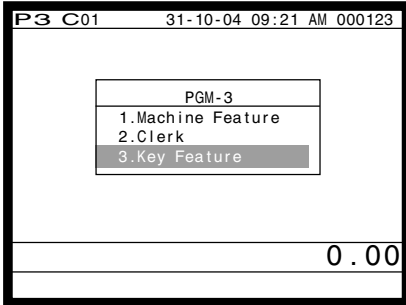 P3 C01 31-10-04 09:21 AM 000123
PGM-3
1.Machine Feature
2.Clerk
3.Key Feature
0.00